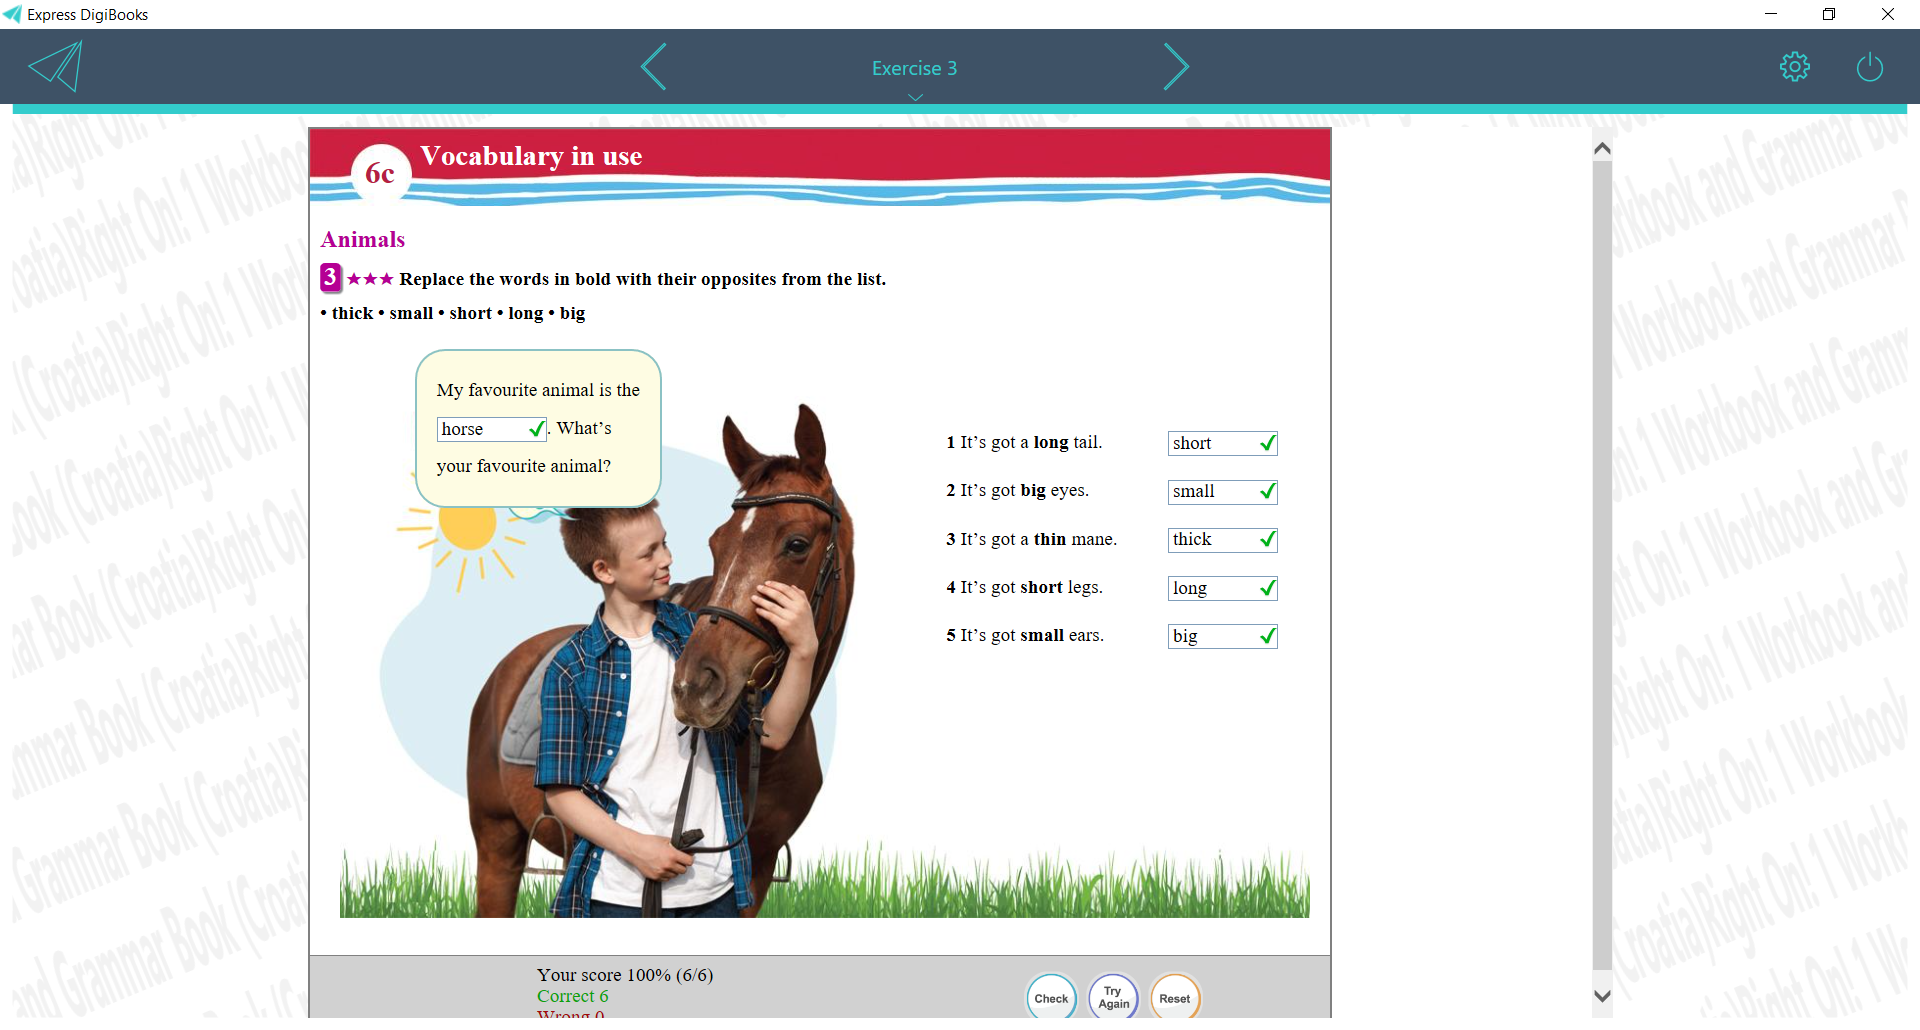 Express DigiBooks
Exercise 3
6c
Vocabulary in use
Animals
3 ★★★ Replace the words in bold with their opposites from the list.
• thick • small • short • long • big
My favourite animal is the
horse. What’s
your favourite animal?
1 It’s got a long tail. short
2 It’s got big eyes. small
3 It’s got a thin mane. thick
4 It’s got short legs. long
5 It’s got small ears. big
Your score 100% (6/6)
Correct 6
Wrong 0
Check
Try
Again
Reset